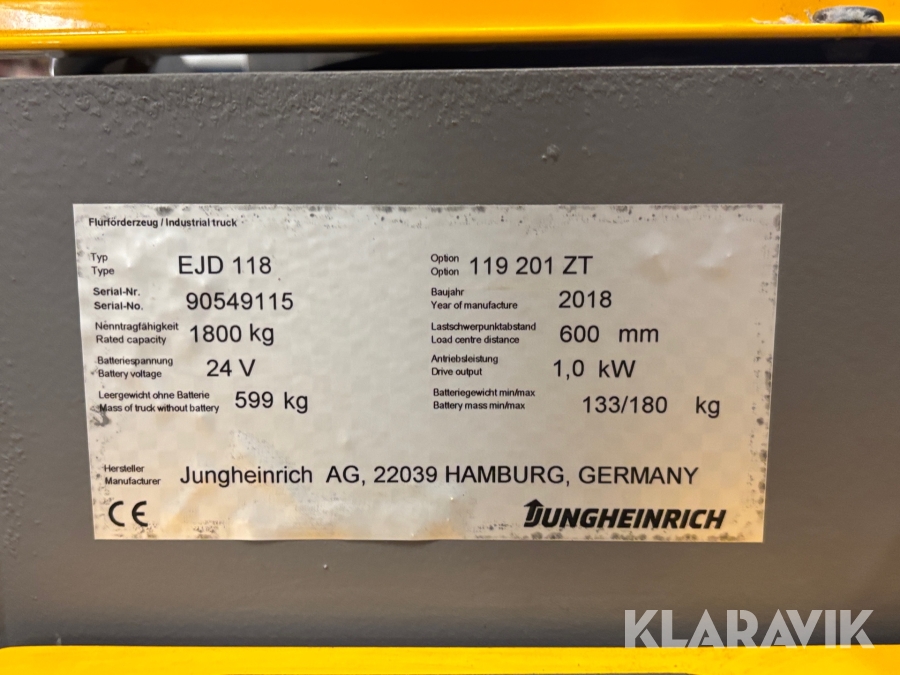 Flurförderzeug / Industrial truck
Typ
Type EJD 118
Option
Option 119 201 ZT
Serial-Nr.
Serial-No. 90549115
Baujahr
Year of manufacture 2018
Nenntragfähigkeit
Rated capacity 1800 kg
Lastschwerpunktabstand
Load centre distance 600 mm
Batteriespannung
Battery voltage 24 V
Antriebsleistung
Drive output 1,0 kW
Leergewicht ohne Batterie
Mass of truck without battery 599 kg
Batteriegewicht min/max
Battery mass min/max 133/180 kg
Hersteller
Manufacturer Jungheinrich AG, 22039 HAMBURG, GERMANY
CE JUNGHEINRICH
KLARAVIK